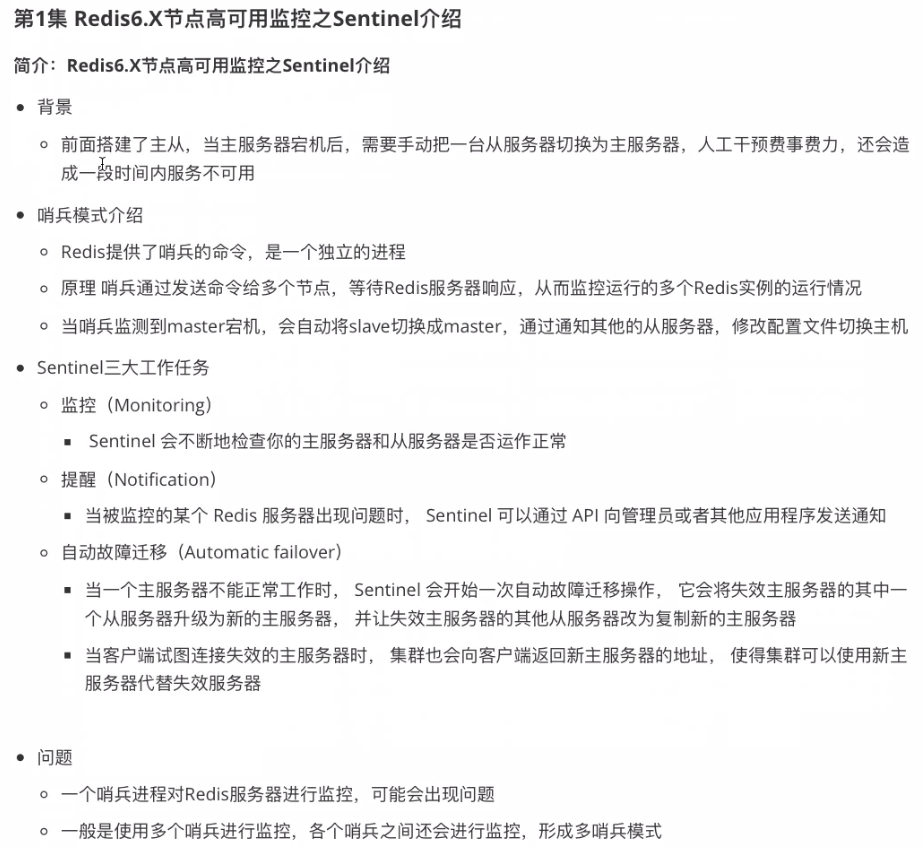 第1集 Redis6.X节点高可用监控之Sentinel介绍
简介：Redis6.X节点高可用监控之Sentinel介绍
背景
前面搭建了主从，当主服务器宕机后，需要手动把一台从服务器切换为主服务器，人工干预费事费力，还会造
成一段时间内服务不可用
哨兵模式介绍
Redis提供了哨兵的命令，是一个独立的进程
原理 哨兵通过发送命令给多个节点，等待Redis服务器响应，从而监控运行的多个Redis实例的运行情况
当哨兵监测到master宕机，会自动将slave切换成master，通过通知其他的从服务器，修改配置文件切换主机
Sentinel三大工作任务
监控（Monitoring）
Sentinel 会不断地检查你的主服务器和从服务器是否运作正常
提醒（Notification）
当被监控的某个 Redis 服务器出现问题时， Sentinel 可以通过 API 向管理员或者其他应用程序发送通知
自动故障迁移（Automatic failover）
当一个主服务器不能正常工作时， Sentinel 会开始一次自动故障迁移操作， 它会将失效主服务器的其中一
个从服务器升级为新的主服务器， 并让失效主服务器的其他从服务器改为复制新的主服务器
当客户端试图连接失效的主服务器时， 集群也会向客户端返回新主服务器的地址， 使得集群可以使用新主
服务器代替失效服务器
问题
一个哨兵进程对Redis服务器进行监控，可能会出现问题
一般是使用多个哨兵进行监控，各个哨兵之间还会进行监控，形成多哨兵模式